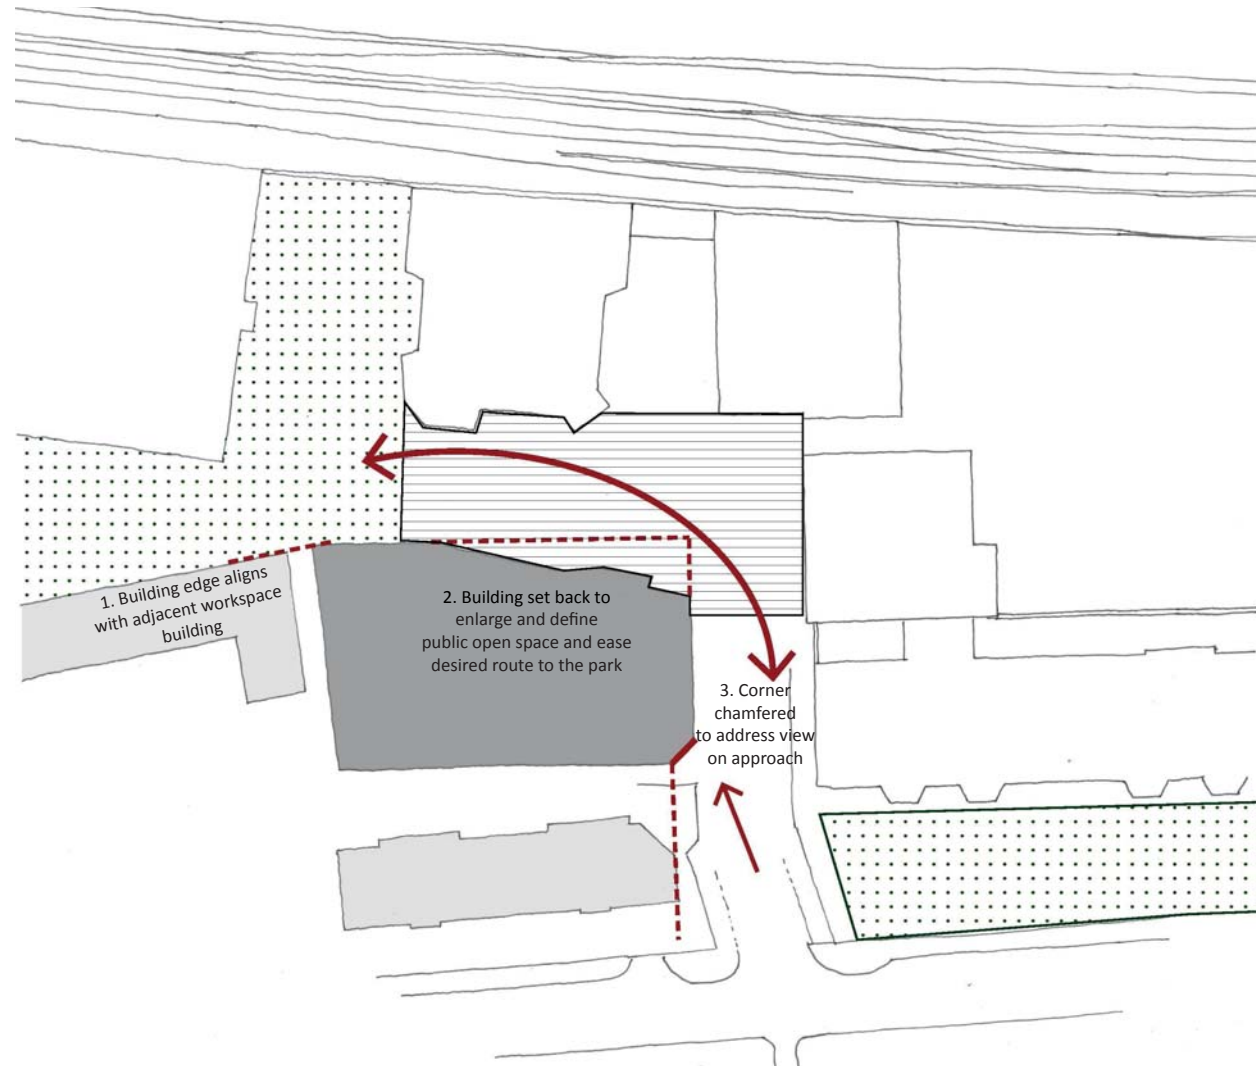 1. Building edge aligns
with adjacent workspace
building
2. Building set back to
enlarge and define
public open space and ease
desired route to the park
3. Corner
chamfered
to address view
on approach